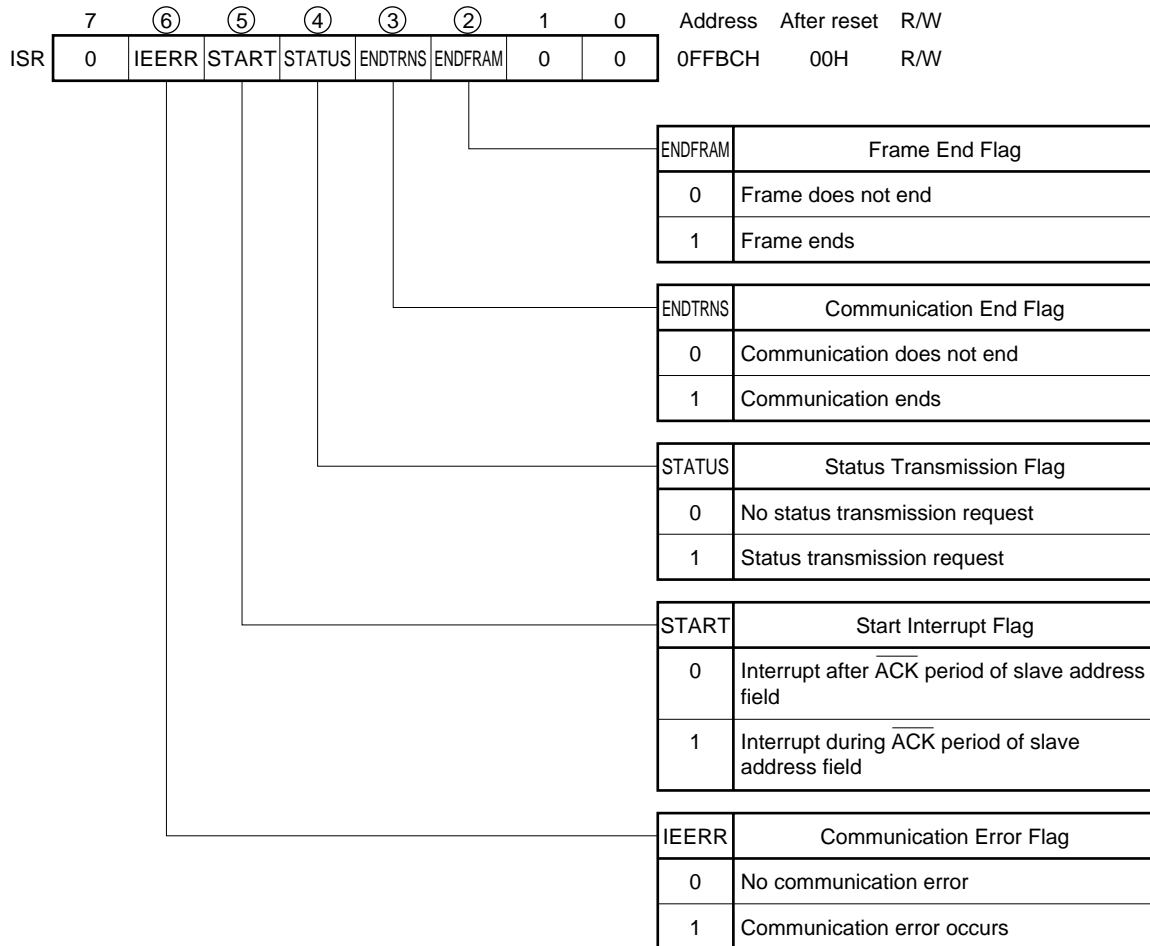 7 ⑥ ⑤ ④ ③ ② 1 0 Address After reset R/W
ISR 0 IEERR START STATUS ENDTRNS ENDFRAM 0 0 0FFBCH 00H R/W
ENDFRAM Frame End Flag
0 Frame does not end
1 Frame ends
ENDTRNS Communication End Flag
0 Communication does not end
1 Communication ends
STATUS Status Transmission Flag
0 No status transmission request
1 Status transmission request
START Start Interrupt Flag
0 Interrupt after A̅C̅K̅ period of slave address
field
1 Interrupt during A̅C̅K̅ period of slave
address field
IEERR Communication Error Flag
0 No communication error
1 Communication error occurs